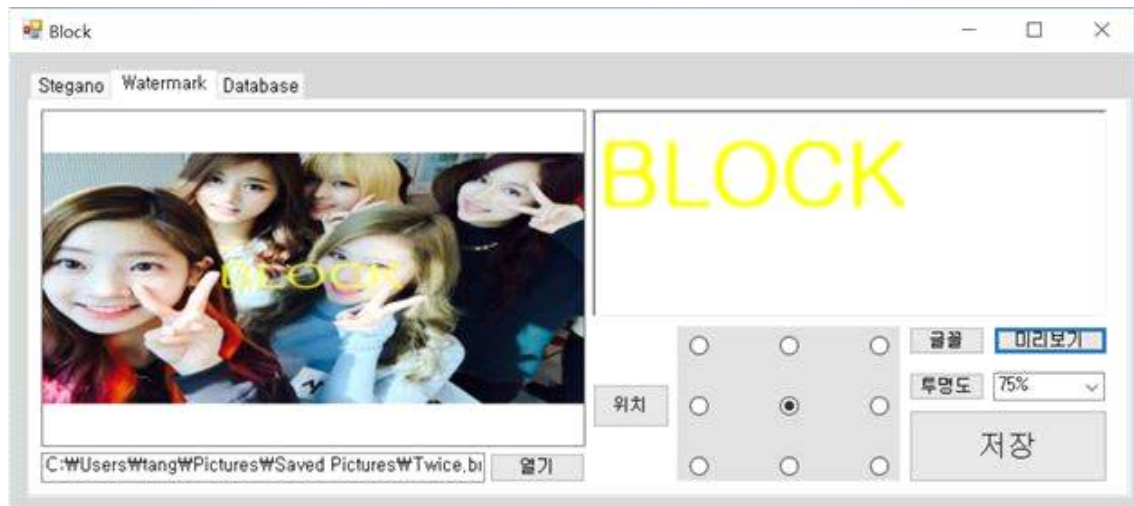 Block
Stegano Watermark Database
BLOCK
BLOCK
글꼴 미리보기
투명도 75%
위치
저장
C:₩Users₩tang₩Pictures₩Saved Pictures₩Twice.b 열기